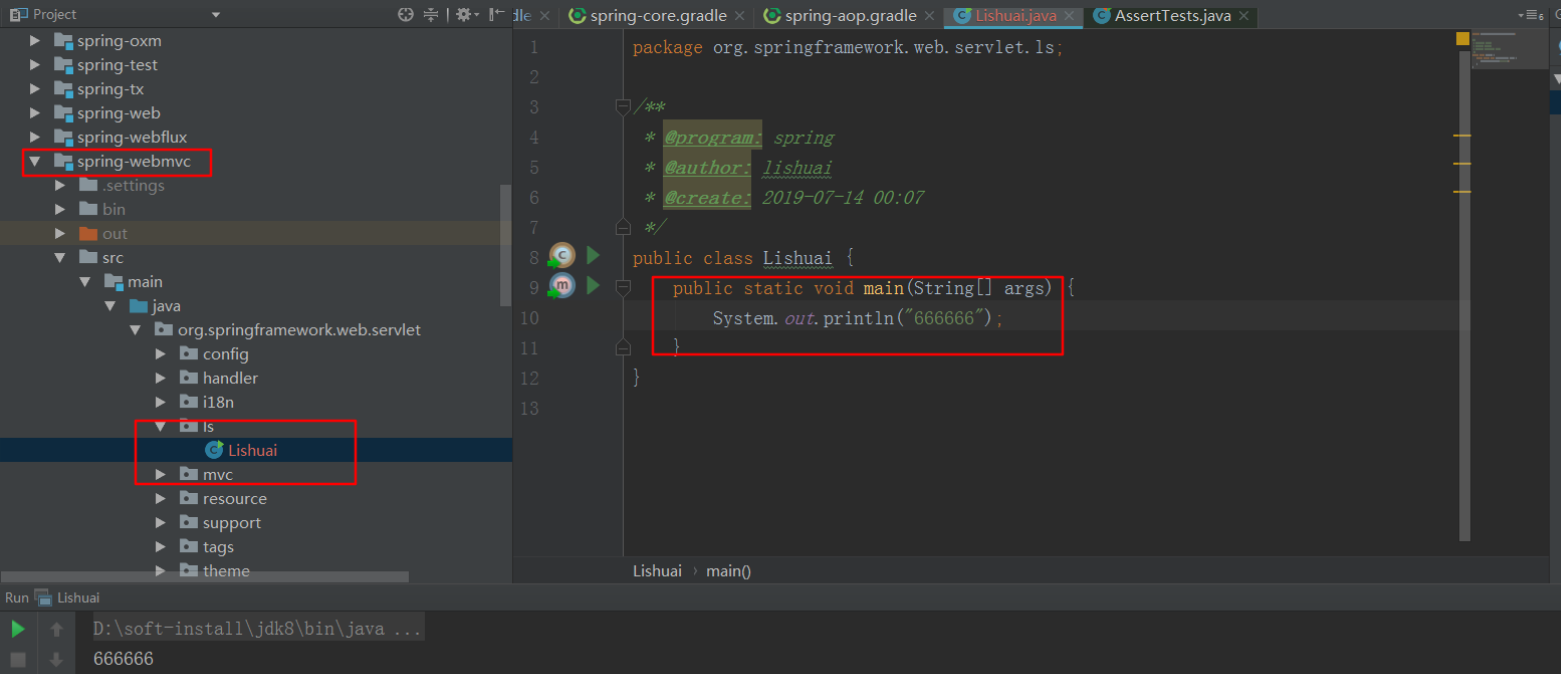 Project
dle
spring-core.gradle
spring-aop.gradle
Lishuai.java
AssertTests.java
6
spring-oxm
spring-test
spring-tx
spring-web
spring-webflux
spring-webmvc
.settings
bin
out
src
main
java
org.springframework.web.servlet
config
handler
i18n
ls
Lishuai
mvc
resource
support
tags
theme
1 package org.springframework.web.servlet.ls;
2
3 /**
4 * @program: spring
5 * @author: lishuai
6 * @create: 2019-07-14 00:07
7 */
8 public class Lishuai {
9 public static void main(String[] args) {
10 System.out.println("666666");
11 }
12 }
13
Lishuai › main()
Run Lishuai
D:\soft-install\jdk8\bin\java ...
666666